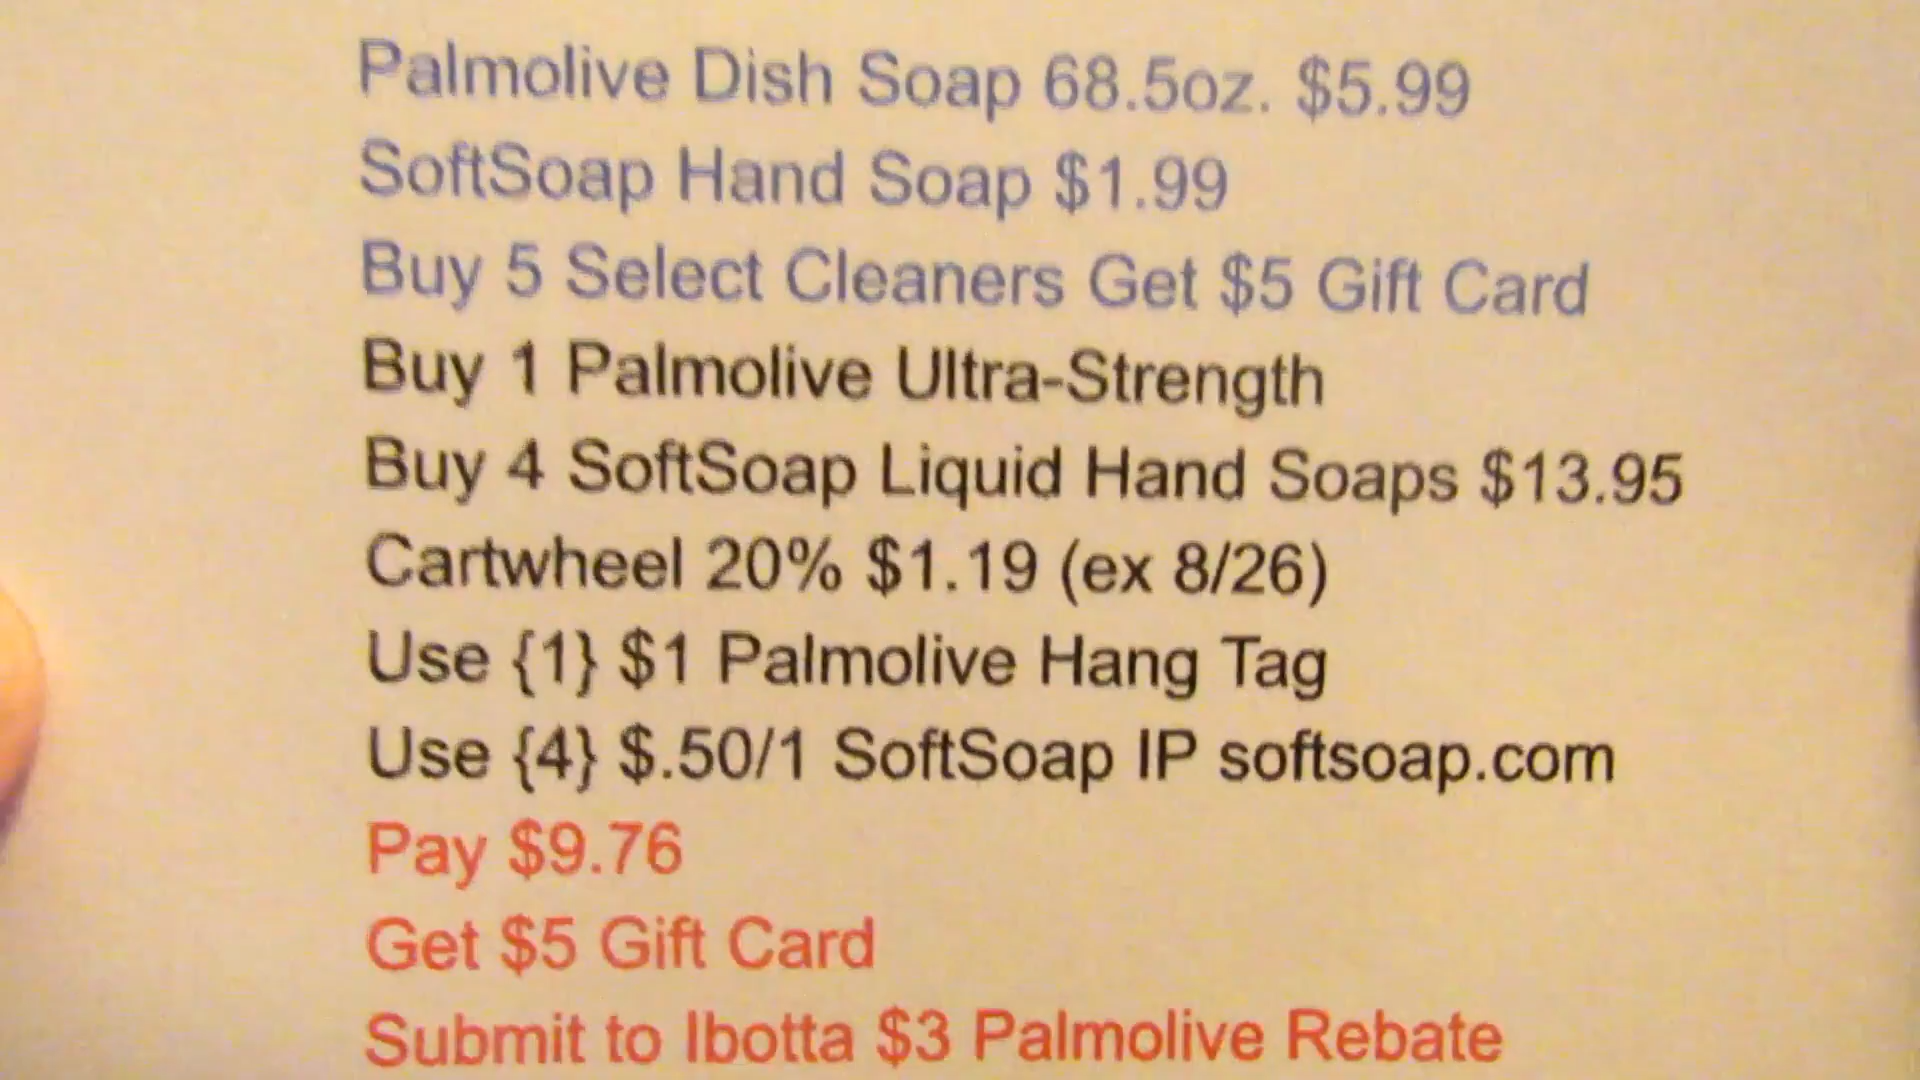 Palmolive Dish Soap 68.5oz. $5.99
SoftSoap Hand Soap $1.99
Buy 5 Select Cleaners Get $5 Gift Card
Buy 1 Palmolive Ultra-Strength
Buy 4 SoftSoap Liquid Hand Soaps $13.95
Cartwheel 20% $1.19 (ex 8/26)
Use {1} $1 Palmolive Hang Tag
Use {4} $.50/1 SoftSoap IP softsoap.com
Pay $9.76
Get $5 Gift Card
Submit to Ibotta $3 Palmolive Rebate